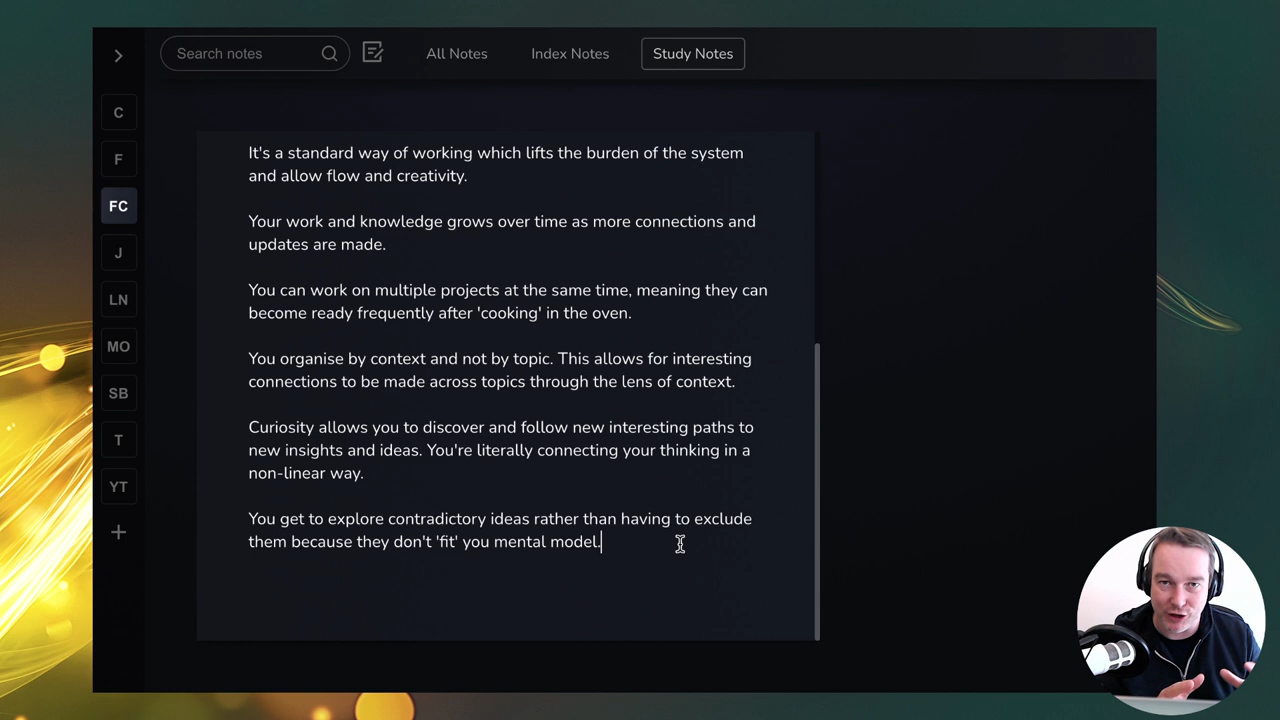 Search notes
All Notes
Index Notes
Study Notes
C
F
FC
J
LN
MO
SB
T
YT
It's a standard way of working which lifts the burden of the system
and allow flow and creativity.
Your work and knowledge grows over time as more connections and
updates are made.
You can work on multiple projects at the same time, meaning they can
become ready frequently after 'cooking' in the oven.
You organise by context and not by topic. This allows for interesting
connections to be made across topics through the lens of context.
Curiosity allows you to discover and follow new interesting paths to
new insights and ideas. You're literally connecting your thinking in a
non-linear way.
You get to explore contradictory ideas rather than having to exclude
them because they don't 'fit' you mental model.